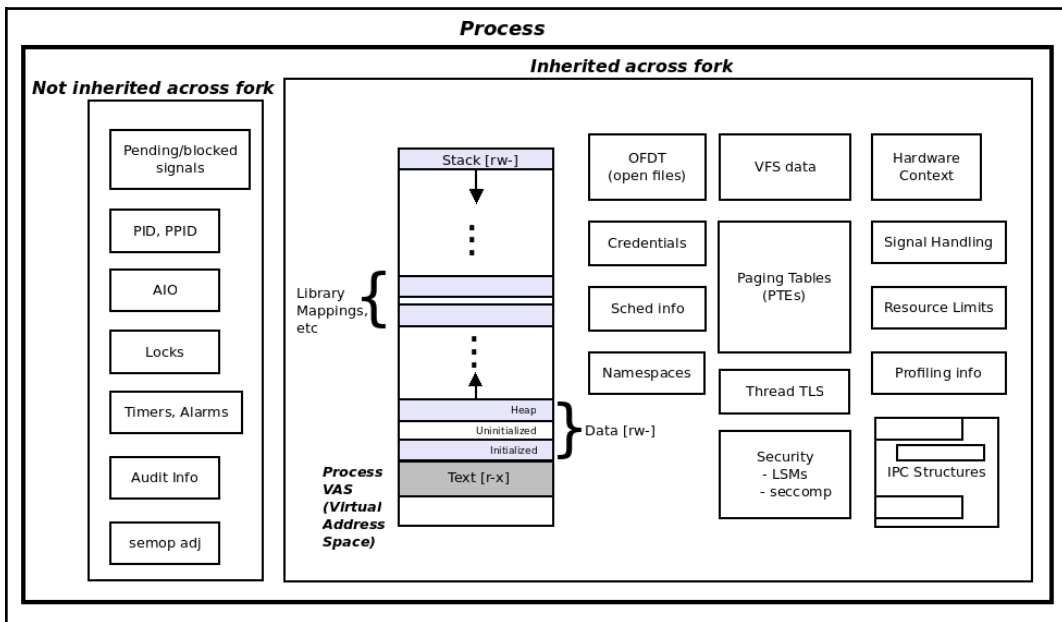 Process
Not inherited across fork
Pending/blocked
signals
PID, PPID
AIO
Locks
Timers, Alarms
Audit Info
semop adj
Inherited across fork
Stack [rw-]
Library
Mappings,
etc
Heap
Uninitialized
Initialized
Data [rw-]
Text [r-x]
Process
VAS
(Virtual
Address
Space)
OFDT
(open files)
VFS data
Hardware
Context
Credentials
Paging Tables
(PTEs)
Signal Handling
Sched info
Resource Limits
Namespaces
Thread TLS
Profiling info
Security
- LSMs
- seccomp
IPC Structures